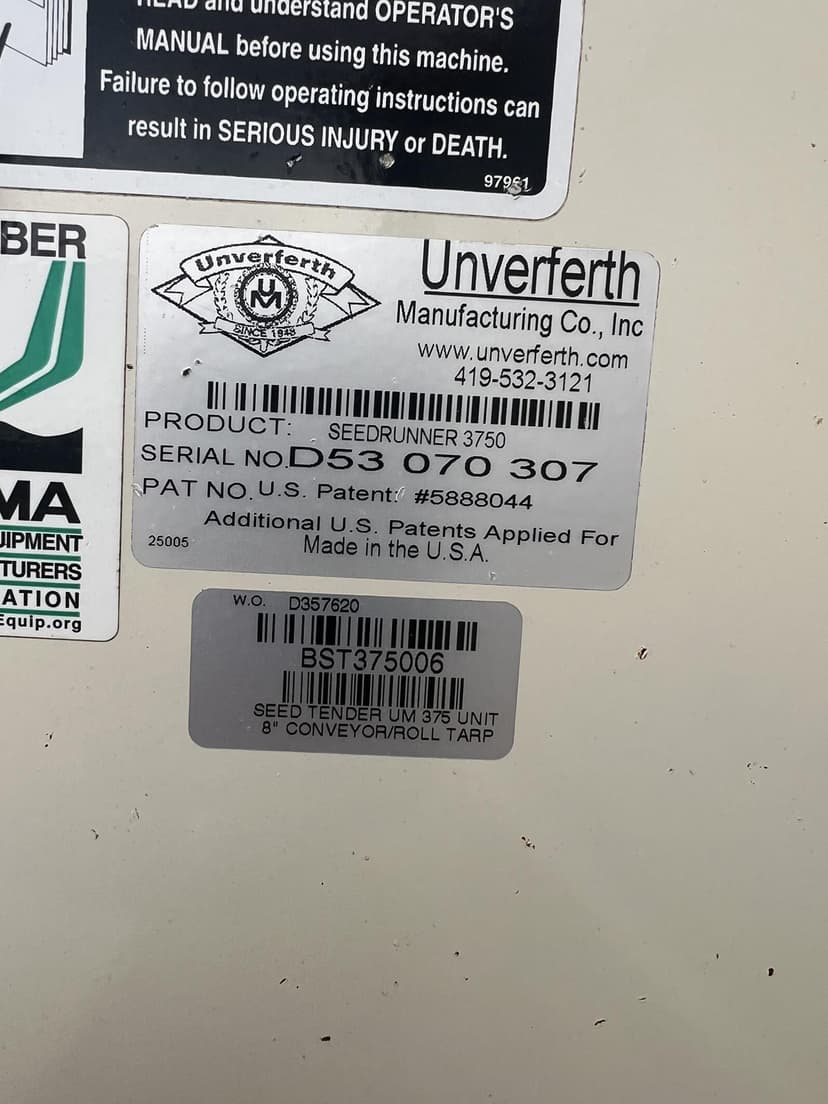 READ and understand OPERATOR'S
MANUAL before using this machine.
Failure to follow operating instructions can
result in SERIOUS INJURY or DEATH.
97961
BER
MA
UIPMENT
TURERS
ATION
Equip.org
Unverferth
UM
SINCE 1948
Unverferth
Manufacturing Co., Inc
www.unverferth.com
419-532-3121
PRODUCT: SEEDRUNNER 3750
SERIAL NO. D53 070 307
PAT NO. U.S. Patent: #5888044
Additional U.S. Patents Applied For
25005 Made in the U.S.A.
W.O. D357620
BST375006
SEED TENDER UM 375 UNIT
8" CONVEYOR/ROLL TARP